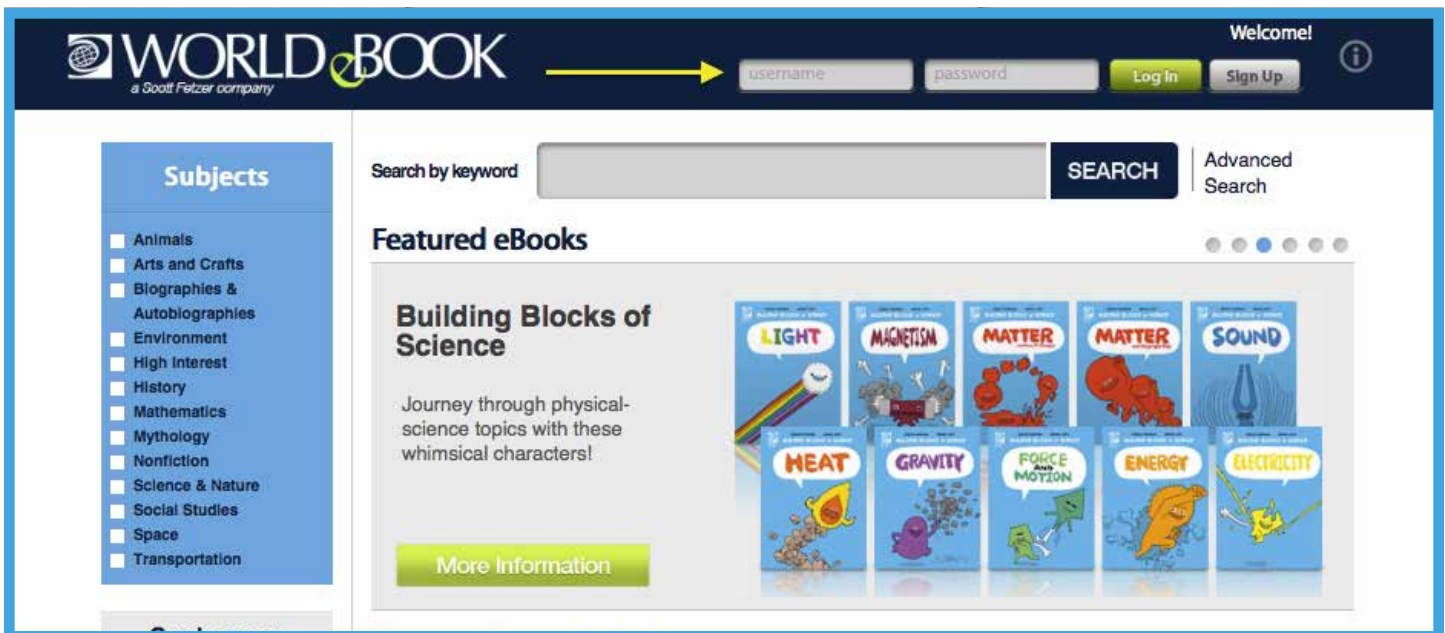 Welcome!
WORLD eBOOK
a Scott Fetzer company
username
password
Log In
Sign Up
Subjects
Animals
Arts and Crafts
Biographies &
Autobiographies
Environment
High Interest
History
Mathematics
Mythology
Nonfiction
Science & Nature
Social Studies
Space
Transportation
Search by keyword
SEARCH
Advanced
Search
Featured eBooks
Building Blocks of
Science
Journey through physical-
science topics with these
whimsical characters!
More Information
LIGHT
MAGNETISM
MATTER
MATTER
SOUND
HEAT
GRAVITY
FORCE
AND
MOTION
ENERGY
ELECTRICITY